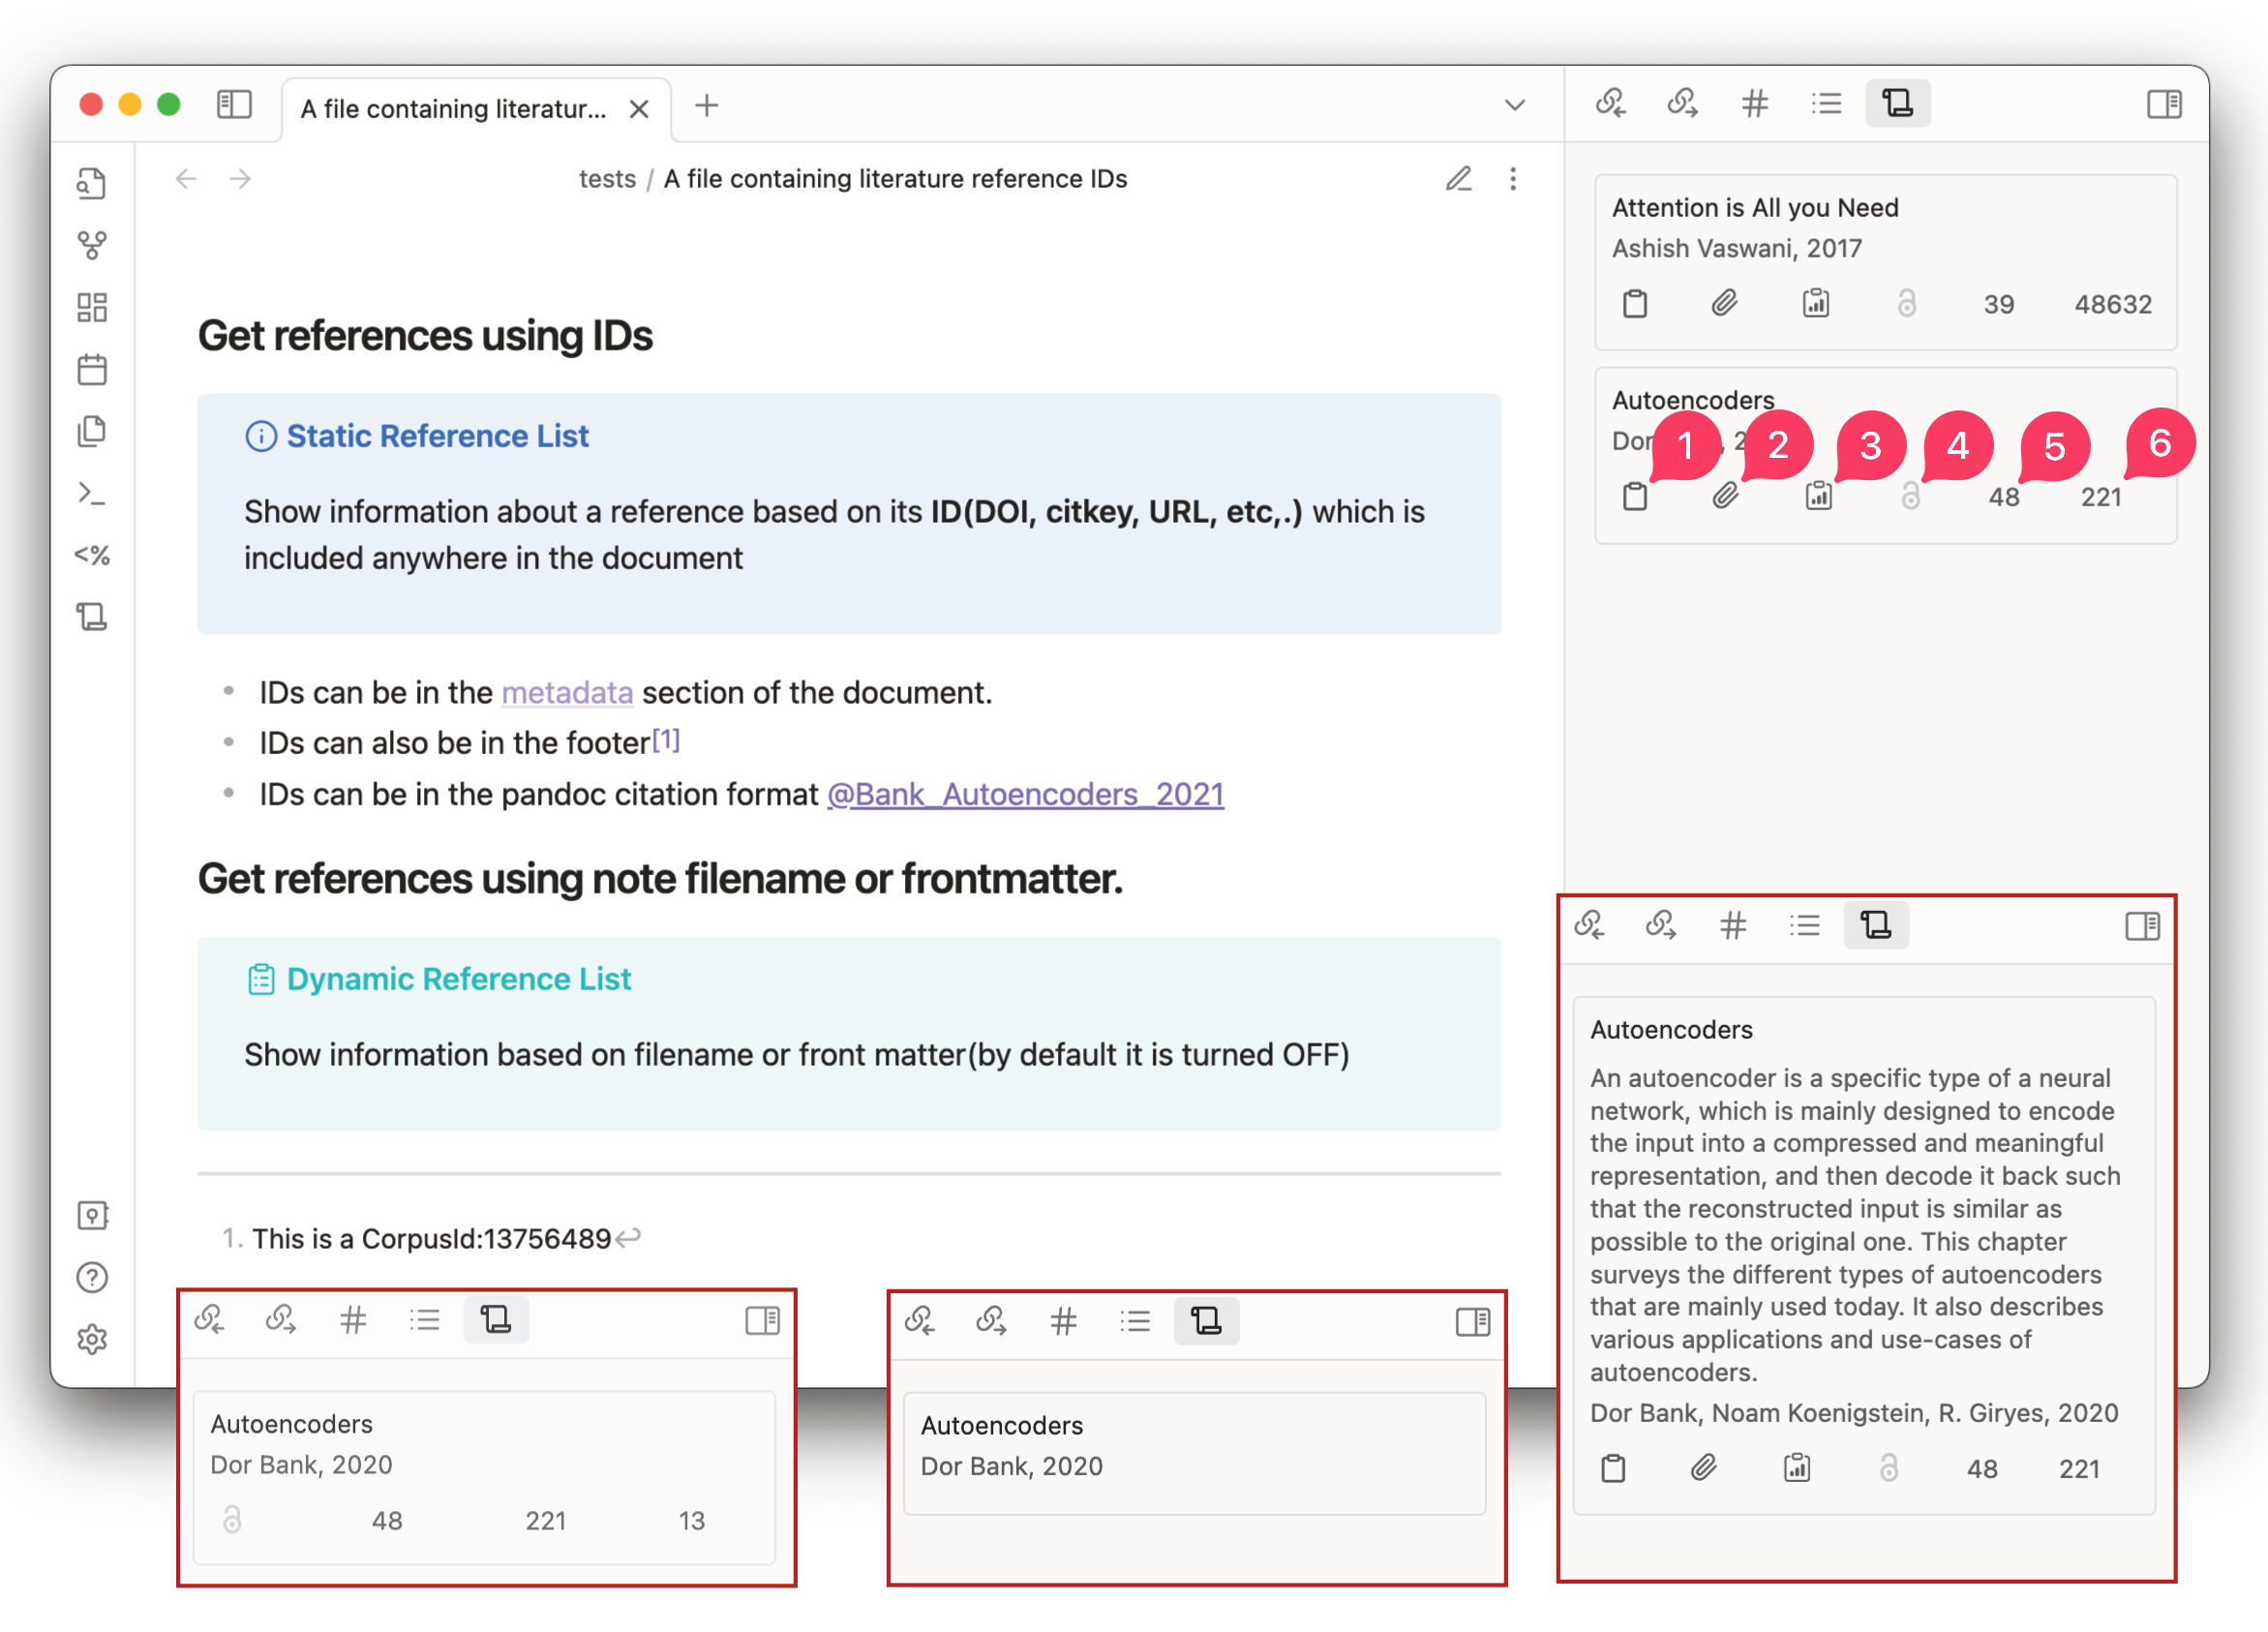 A file containing literatur...
tests / A file containing literature reference IDs
<%
Get references using IDs
Static Reference List
Show information about a reference based on its ID(DOI, citkey, URL, etc,.) which is
included anywhere in the document
IDs can be in the metadata section of the document.
IDs can also be in the footer[1]
IDs can be in the pandoc citation format @Bank_Autoencoders_2021
Get references using note filename or frontmatter.
Dynamic Reference List
Show information based on filename or front matter(by default it is turned OFF)
1. This is a CorpusId:13756489
Attention is All you Need
Ashish Vaswani, 2017
39 48632
Autoencoders
Dor , 2
1 2 3 4 5 6
48 221
Autoencoders
Dor Bank, 2020
48 221 13
Autoencoders
Dor Bank, 2020
Autoencoders
An autoencoder is a specific type of a neural
network, which is mainly designed to encode
the input into a compressed and meaningful
representation, and then decode it back such
that the reconstructed input is similar as
possible to the original one. This chapter
surveys the different types of autoencoders
that are mainly used today. It also describes
various applications and use-cases of
autoencoders.
Dor Bank, Noam Koenigstein, R. Giryes, 2020
48 221